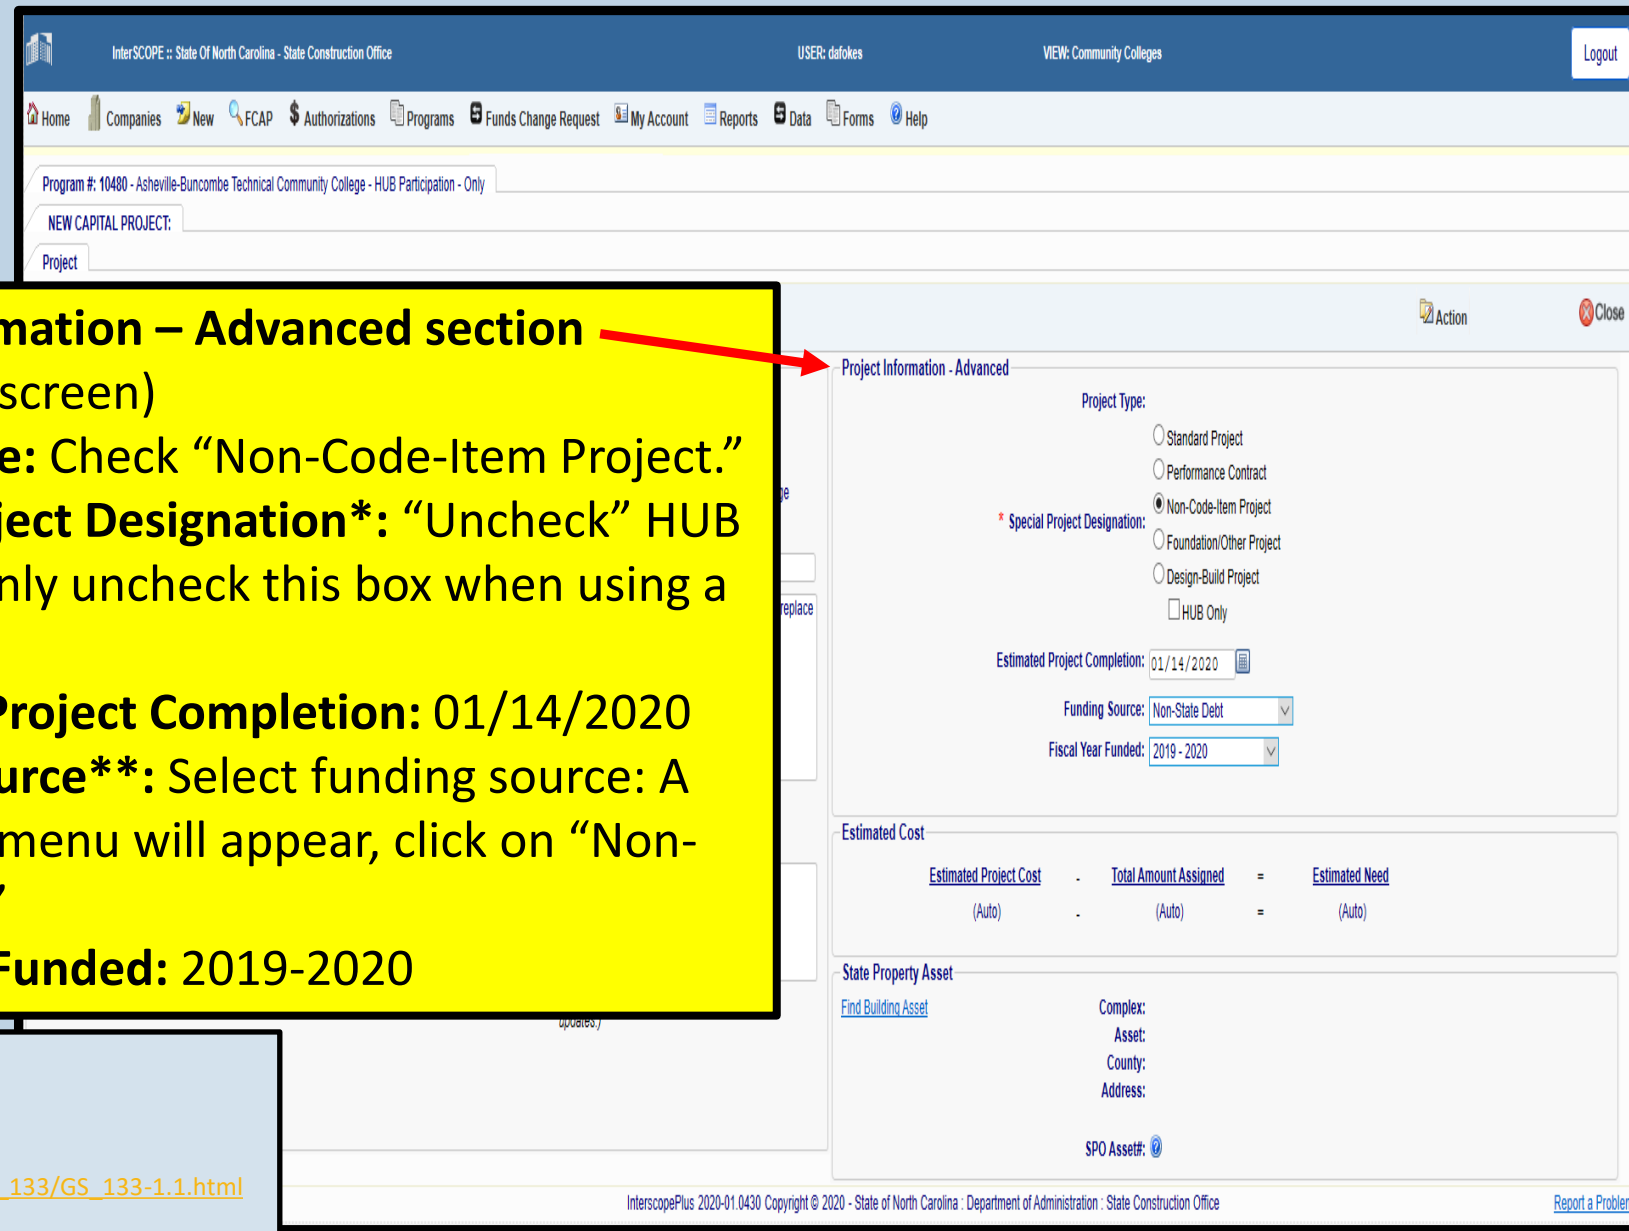 InterSCOPE :: State Of North Carolina - State Construction Office USER: dafokes VIEW: Community Colleges Logout
Home Companies New FCAP Authorizations Programs Funds Change Request My Account Reports Data Forms Help
Program #: 10480 - Asheville-Buncombe Technical Community College - HUB Participation - Only
NEW CAPITAL PROJECT:
Project
Action Close
mation – Advanced section
screen)
e: Check “Non-Code-Item Project.”
ject Designation*: “Uncheck” HUB
nly uncheck this box when using a
Project Completion: 01/14/2020
urce**: Select funding source: A
menu will appear, click on “Non-
”
Funded: 2019-2020
ge
replace
updates.)
_133/GS_133-1.1.html
Project Information - Advanced
Project Type:
Standard Project
Performance Contract
Non-Code-Item Project
* Special Project Designation:
Foundation/Other Project
Design-Build Project
HUB Only
Estimated Project Completion: 01/14/2020
Funding Source: Non-State Debt
Fiscal Year Funded: 2019 - 2020
Estimated Cost
Estimated Project Cost - Total Amount Assigned = Estimated Need
(Auto) - (Auto) = (Auto)
State Property Asset
Find Building Asset Complex:
Asset:
County:
Address:
SPO Asset#:
InterscopePlus 2020-01.0430 Copyright © 2020 - State of North Carolina : Department of Administration : State Construction Office Report a Problem